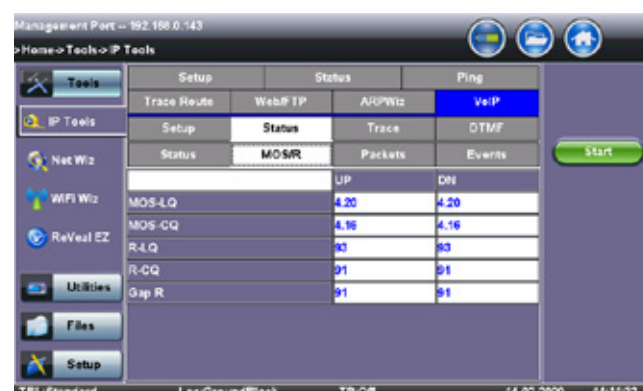 Management Port -- 192.168.0.143
>Home->Tools->IP Tools
Tools
IP Tools
Net Wiz
WiFi Wiz
ReVeal EZ
Utilities
Files
Setup
Setup Status Ping
Trace Route Web/FTP ARPWiz VoIP
Setup Status Trace DTMF
Status MOS/R Packets Events
UP DN
MOS-LQ 4.20 4.20
MOS-CQ 4.16 4.16
R-LQ 93 93
R-CQ 91 91
Gap R 91 91
Start